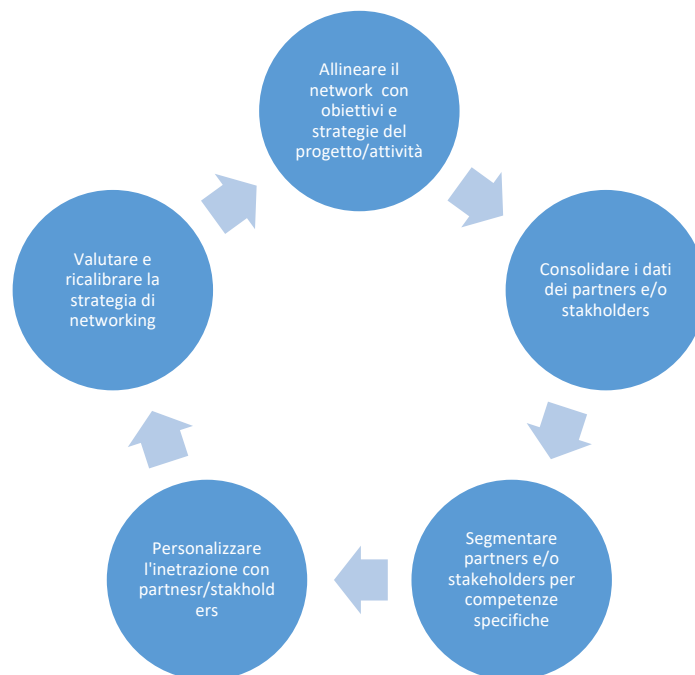 Allineare il
network con
obiettivi e
strategie del
progetto/attività
Consolidare i dati
dei partners e/o
stakholders
Segmentare
partners e/o
stakeholders per
competenze
specifiche
Personalizzare
l'inetrazione con
partnesr/stakhold
ers
Valutare e
ricalibrare la
strategia di
networking